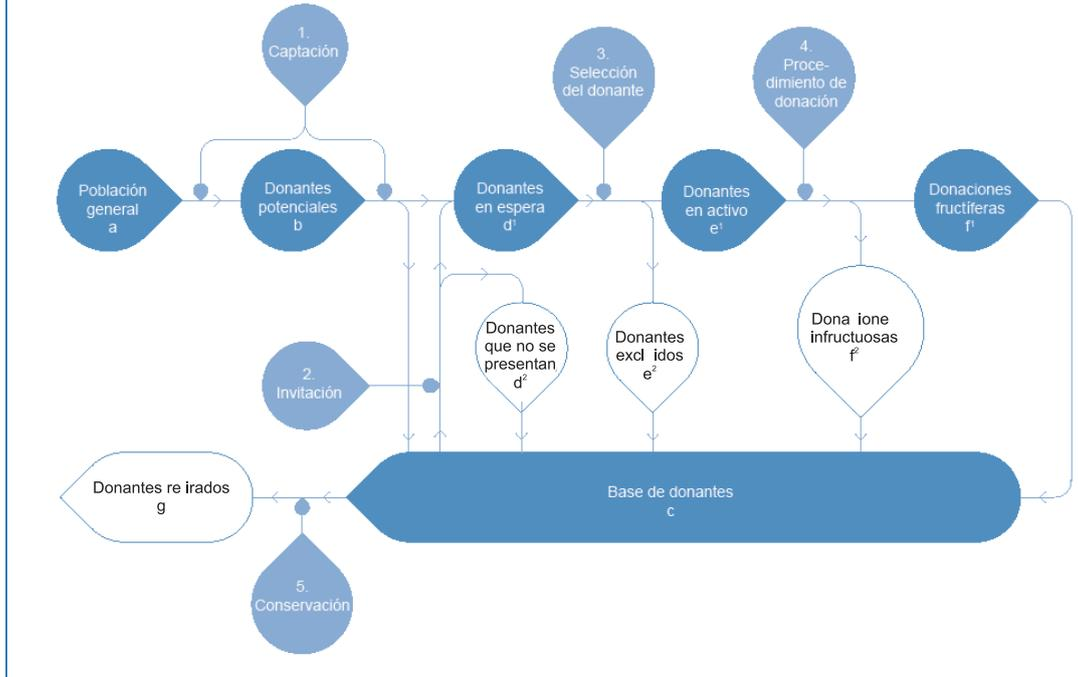 1.
Captación
3.
Selección
del donante
4.
Proce-
dimiento de
donación
Población
general
a
Donantes
potenciales
b
Donantes
en espera
d¹
Donantes
en activo
e¹
Donaciones
fructíferas
f¹
Donantes
que no se
presentan
d²
Donantes
excl idos
e²
Dona ione
infructuosas
f²
2.
Invitación
Donantes re irados
g
Base de donantes
c
5.
Conservación